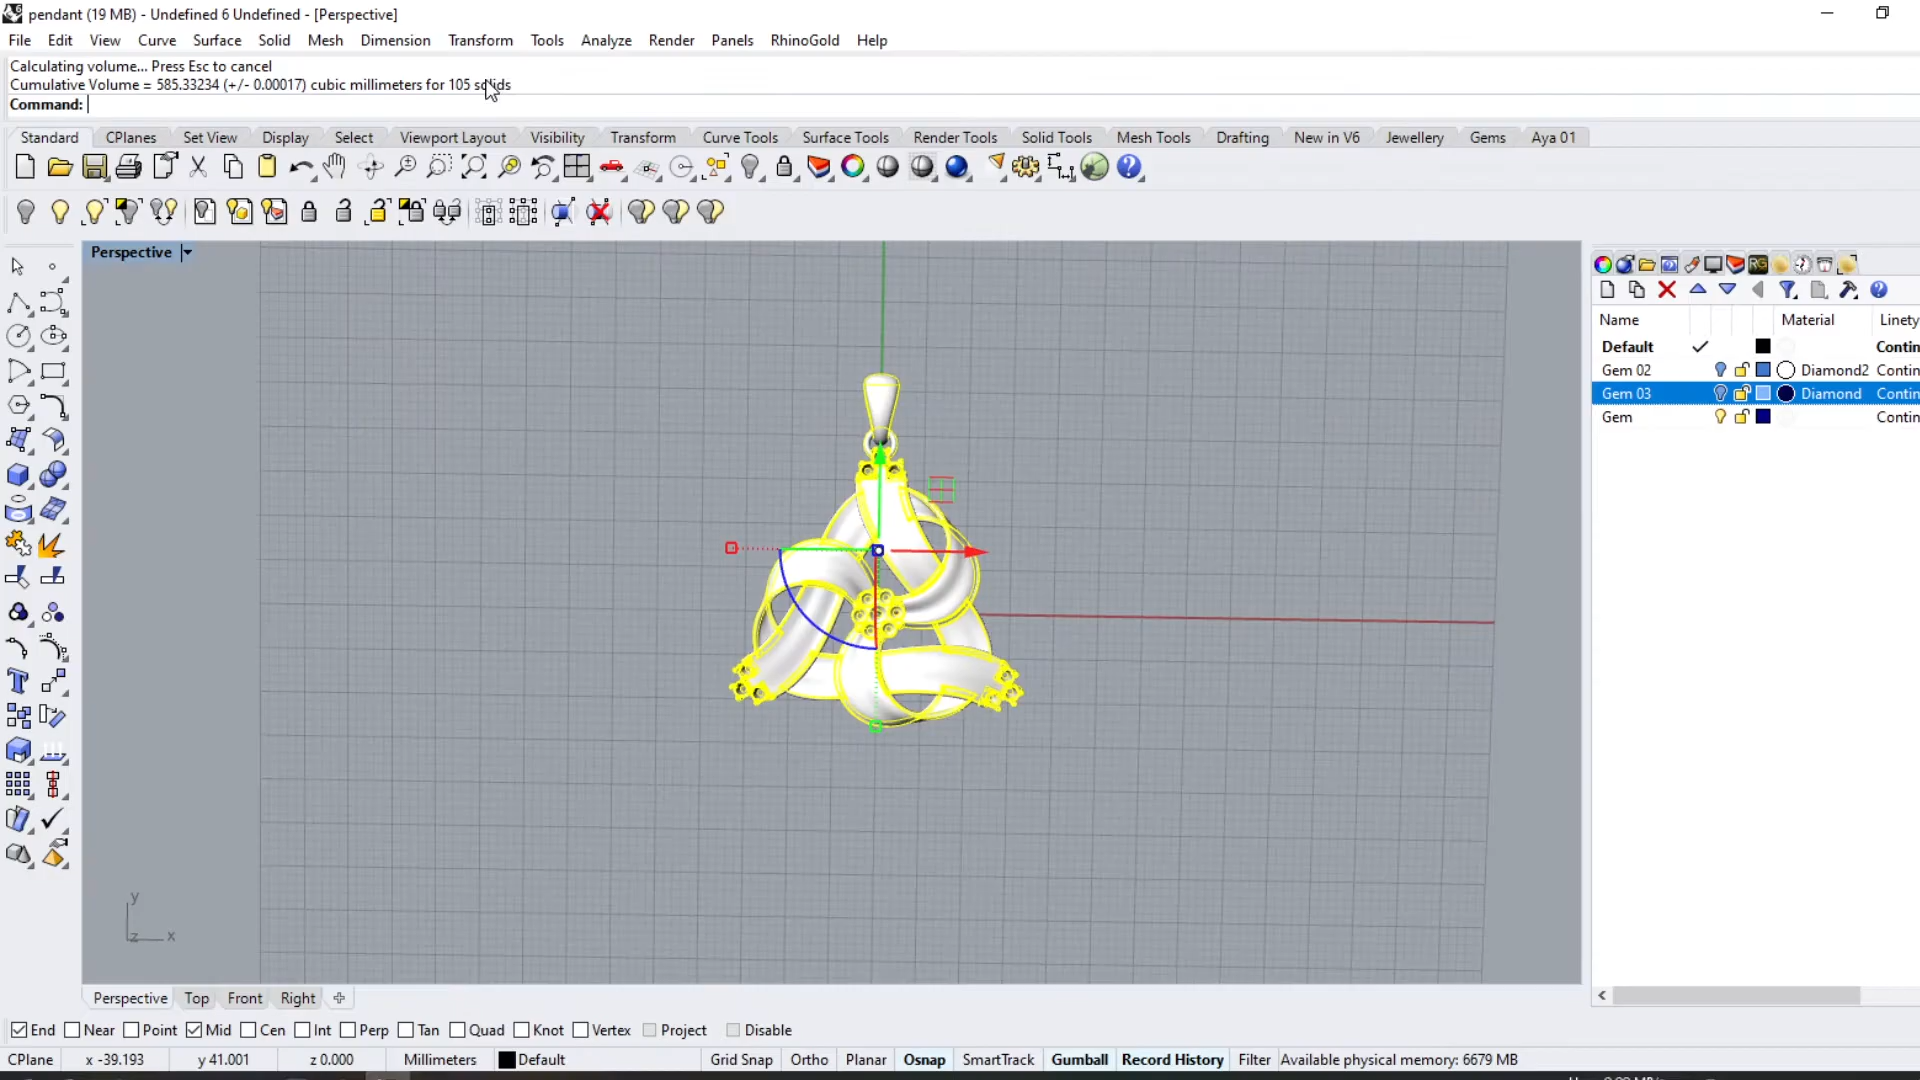 pendant (19 MB) - Undefined 6 Undefined - [Perspective]
File Edit View Curve Surface Solid Mesh Dimension Transform Tools Analyze Render Panels RhinoGold Help
Calculating volume... Press Esc to cancel
Cumulative Volume = 585.33234 (+/- 0.00017) cubic millimeters for 105 solids
Command:
Standard CPlanes Set View Display Select Viewport Layout Visibility Transform Curve Tools Surface Tools Render Tools Solid Tools Mesh Tools Drafting New in V6 Jewellery Gems Aya 01
Perspective
Name Material Linety
Default Contin
Gem 02 Diamond2 Contin
Gem 03 Diamond Contin
Gem Contin
y
z x
Perspective Top Front Right
End Near Point Mid Cen Int Perp Tan Quad Knot Vertex Project Disable
CPlane x -39.193 y 41.001 z 0.000 Millimeters Default Grid Snap Ortho Planar Osnap SmartTrack Gumball Record History Filter Available physical memory: 6679 MB